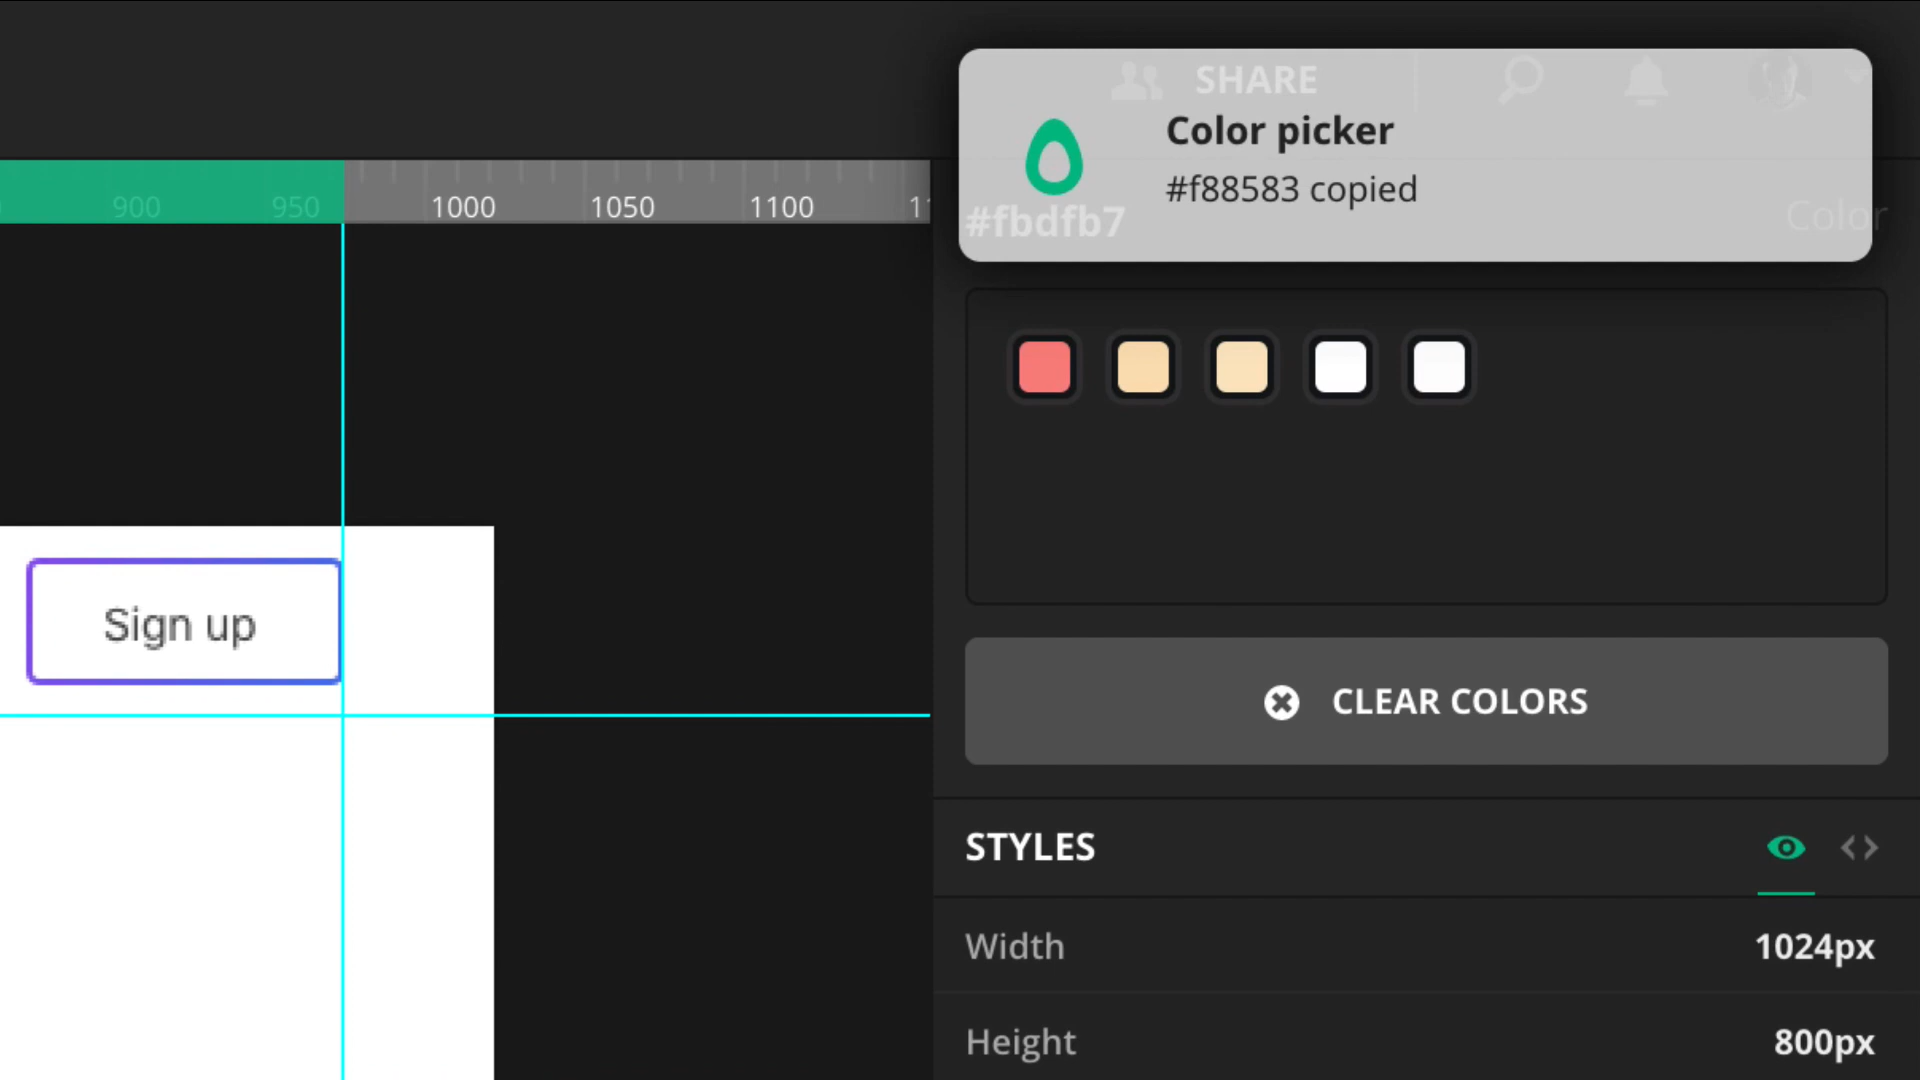 SHARE
Color picker
#f88583 copied
#fbdfb7
Color
900
950
1000
1050
1100
Sign up
CLEAR COLORS
STYLES
Width
1024px
Height
800px